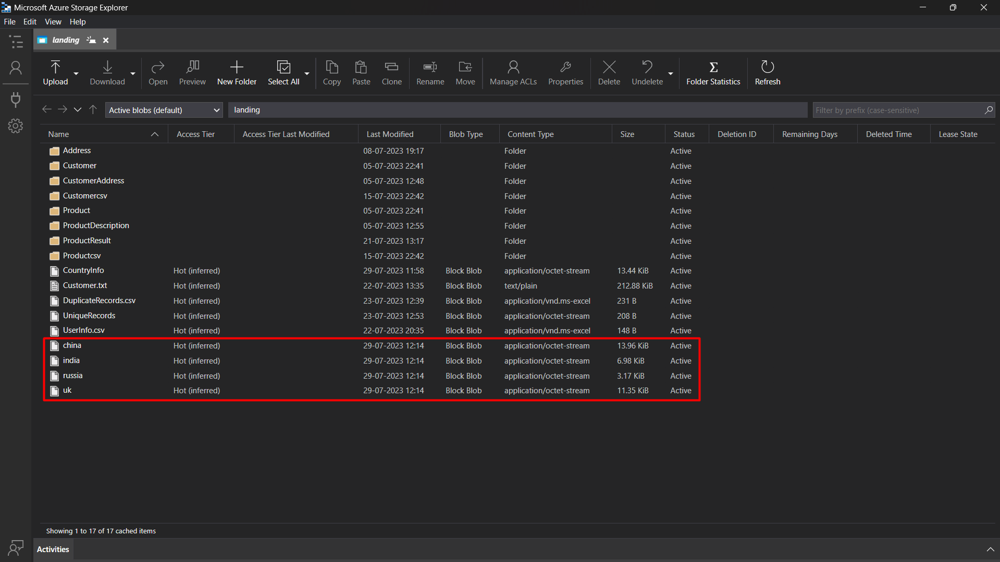 Microsoft Azure Storage Explorer
File Edit View Help
landing
Upload Download Open Preview New Folder Select All Copy Paste Clone Rename Move Manage ACLs Properties Delete Undelete Folder Statistics Refresh
Active blobs (default) landing Filter by prefix (case-sensitive)
Name Access Tier Access Tier Last Modified Last Modified Blob Type Content Type Size Status Deletion ID Remaining Days Deleted Time Lease State
Address 08-07-2023 19:17 Folder Active
Customer 05-07-2023 22:41 Folder Active
CustomerAddress 05-07-2023 12:48 Folder Active
Customercsv 15-07-2023 22:42 Folder Active
Product 05-07-2023 22:41 Folder Active
ProductDescription 05-07-2023 12:55 Folder Active
ProductResult 21-07-2023 13:17 Folder Active
Productcsv 15-07-2023 22:42 Folder Active
CountryInfo Hot (inferred) 29-07-2023 11:58 Block Blob application/octet-stream 13.44 KiB Active
Customer.txt Hot (inferred) 22-07-2023 13:35 Block Blob text/plain 212.88 KiB Active
DuplicateRecords.csv Hot (inferred) 23-07-2023 12:39 Block Blob application/vnd.ms-excel 231 B Active
UniqueRecords Hot (inferred) 23-07-2023 12:53 Block Blob application/octet-stream 208 B Active
UserInfo.csv Hot (inferred) 22-07-2023 20:35 Block Blob application/vnd.ms-excel 148 B Active
china Hot (inferred) 29-07-2023 12:14 Block Blob application/octet-stream 13.96 KiB Active
india Hot (inferred) 29-07-2023 12:14 Block Blob application/octet-stream 6.98 KiB Active
russia Hot (inferred) 29-07-2023 12:14 Block Blob application/octet-stream 3.17 KiB Active
uk Hot (inferred) 29-07-2023 12:14 Block Blob application/octet-stream 11.35 KiB Active
Showing 1 to 17 of 17 cached items
Activities